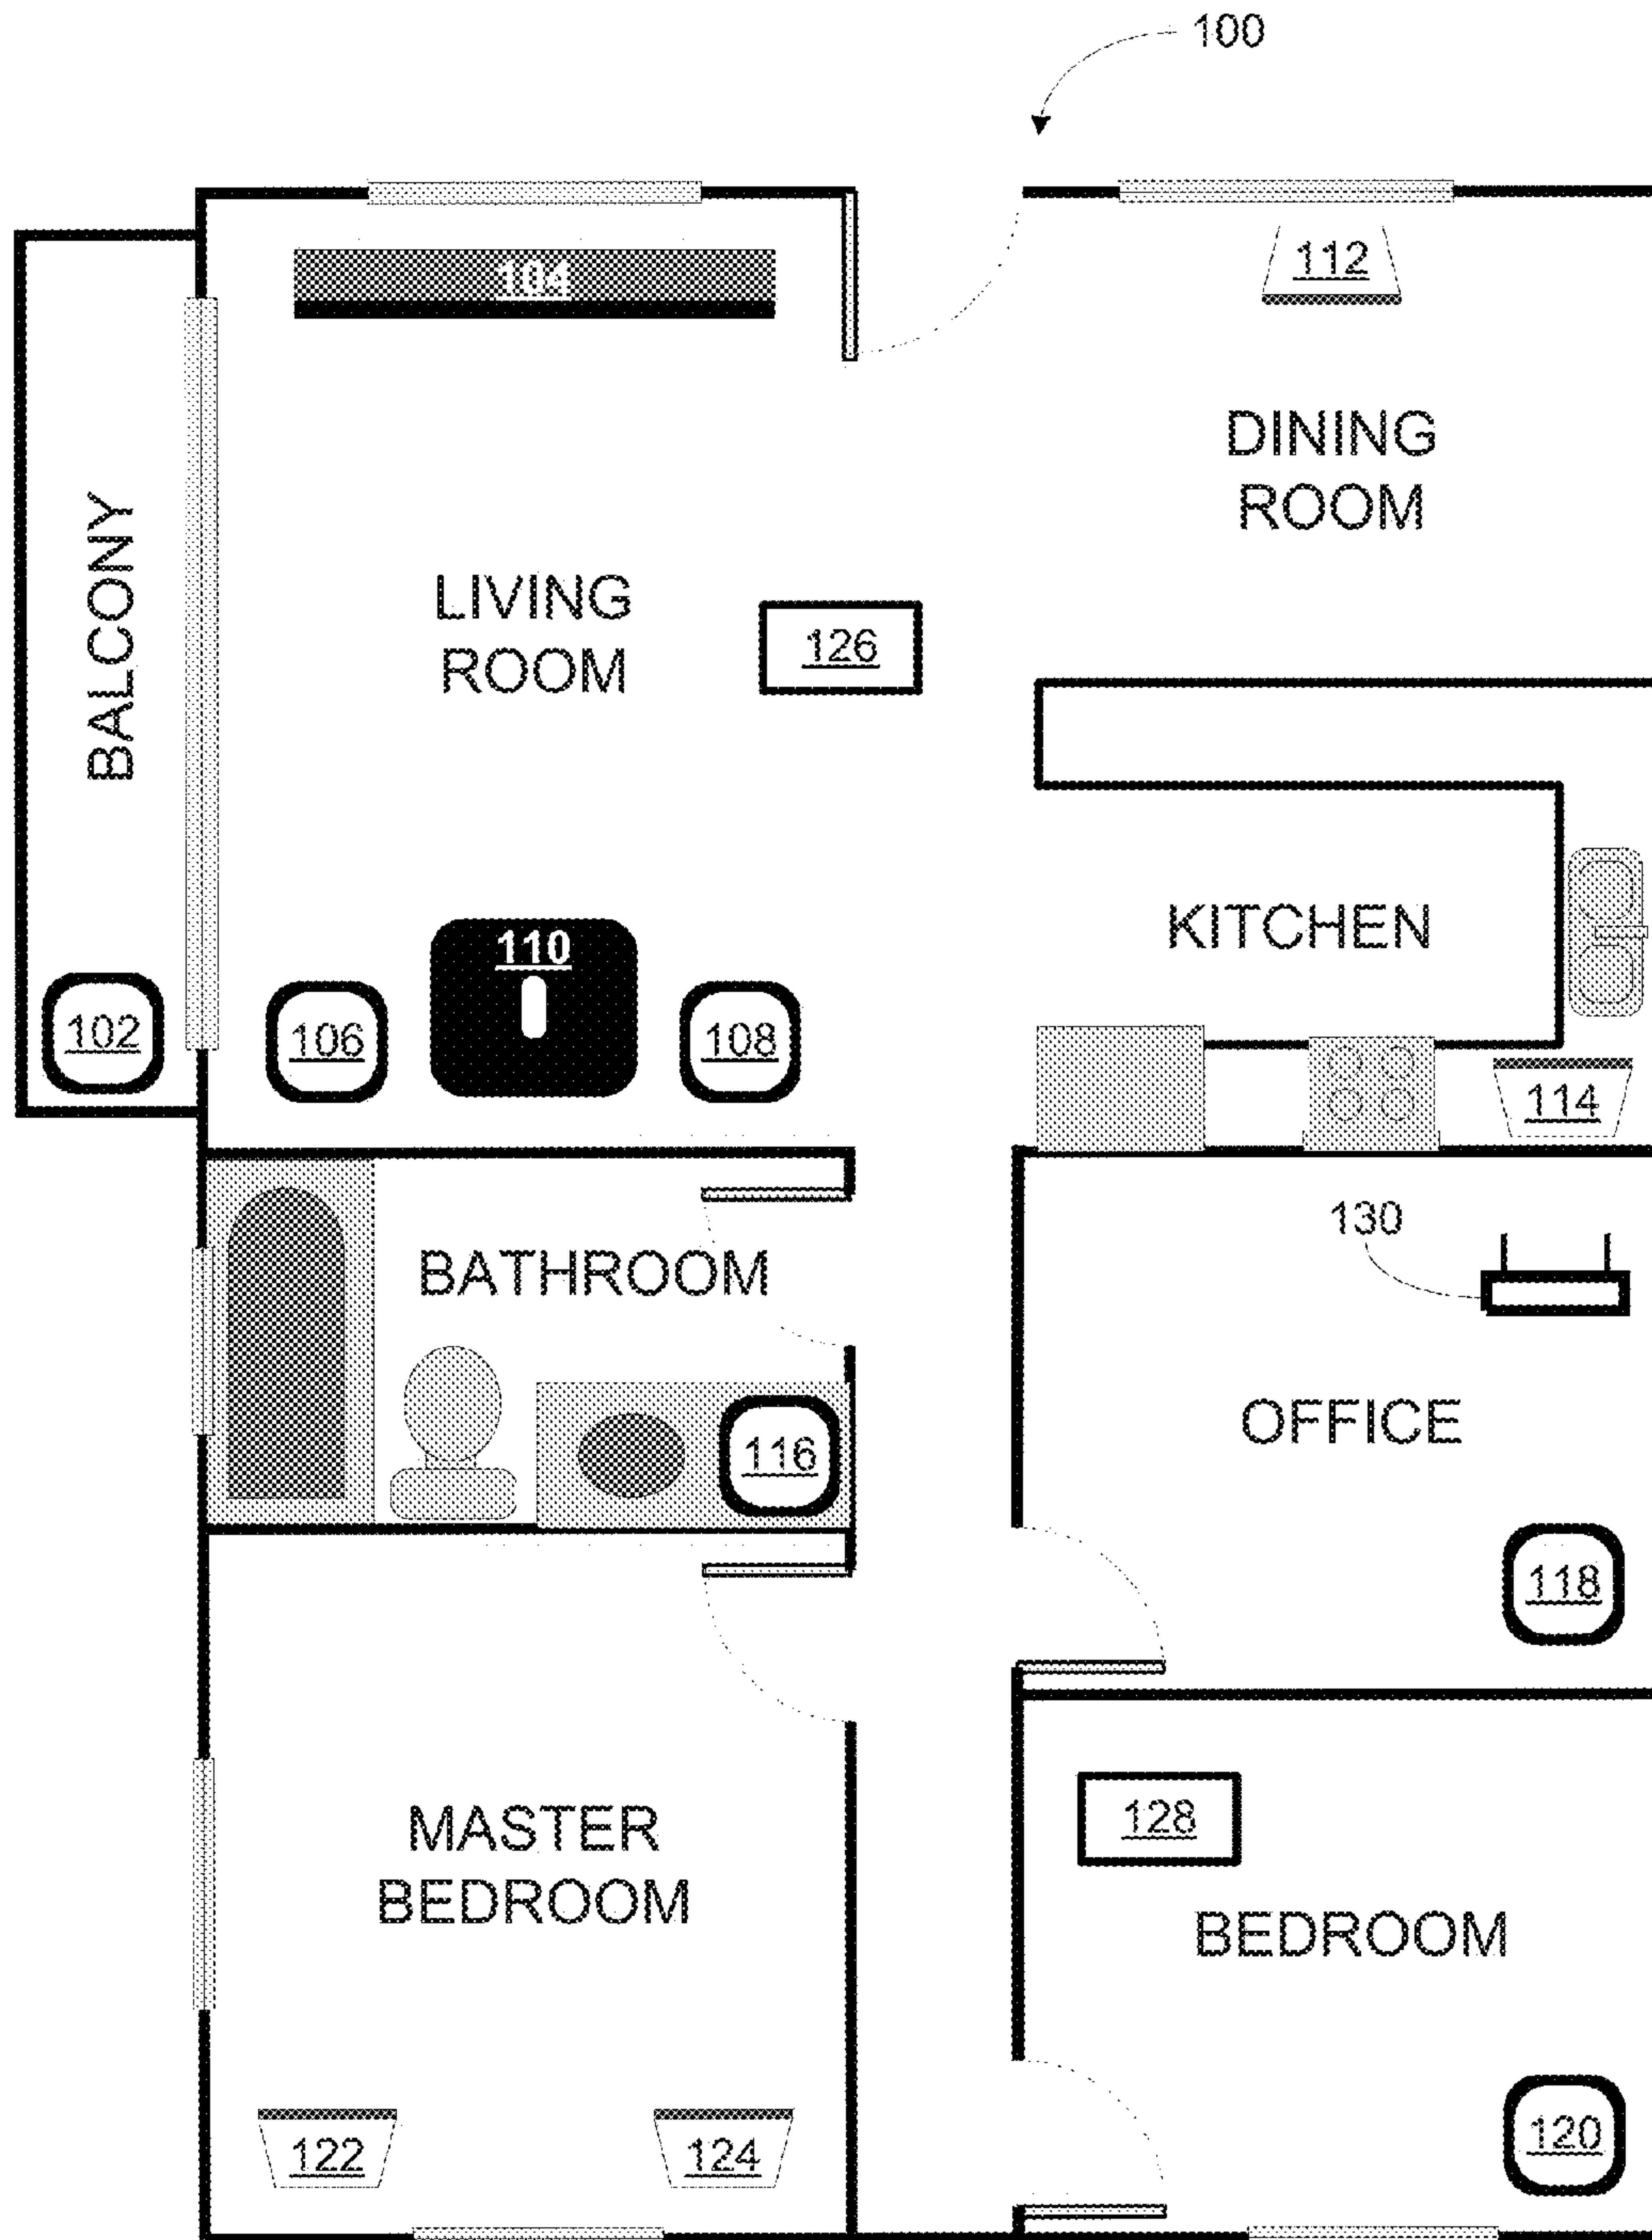 100
104
112
DINING
ROOM
BALCONY
LIVING
ROOM
126
KITCHEN
110
102
106
108
114
130
BATHROOM
OFFICE
116
118
128
MASTER
BEDROOM
BEDROOM
122
124
120